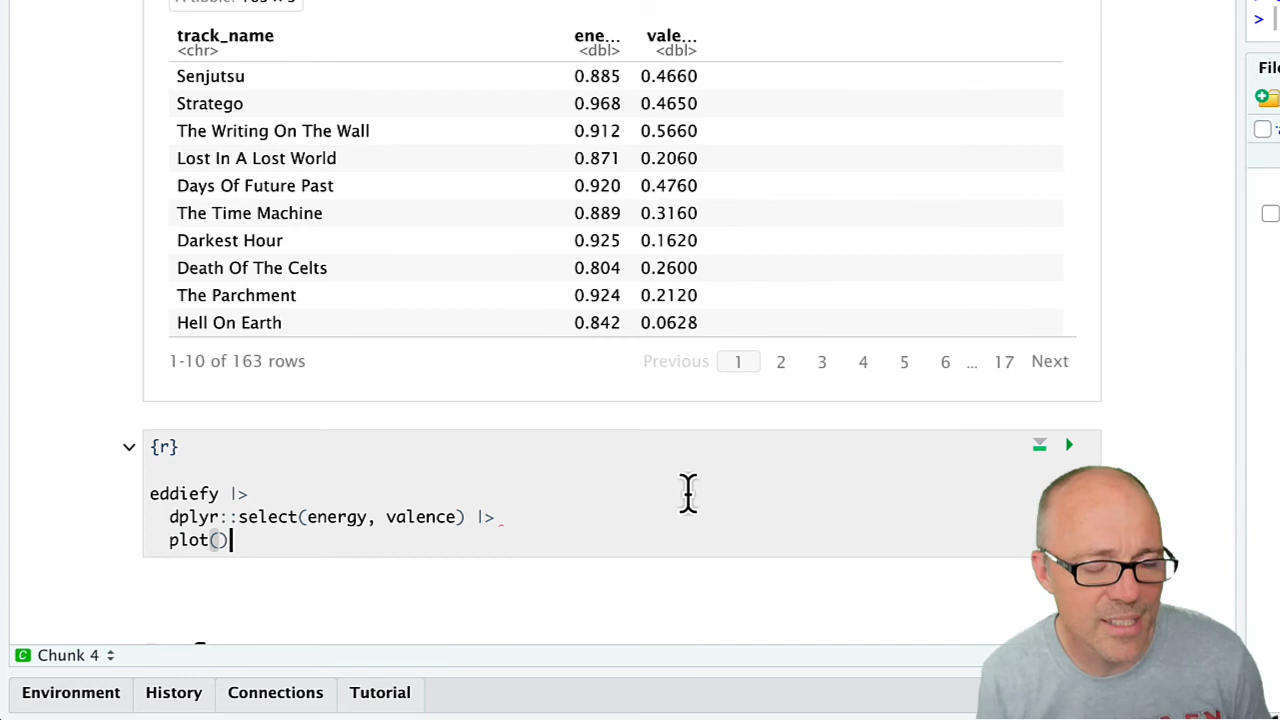 A tibble: 163 × 3
>
track_name ene... vale...
<chr> <dbl> <dbl>
Senjutsu 0.885 0.4660
Stratego 0.968 0.4650
The Writing On The Wall 0.912 0.5660
Lost In A Lost World 0.871 0.2060
Days Of Future Past 0.920 0.4760
The Time Machine 0.889 0.3160
Darkest Hour 0.925 0.1620
Death Of The Celts 0.804 0.2600
The Parchment 0.924 0.2120
Hell On Earth 0.842 0.0628
1-10 of 163 rows Previous 1 2 3 4 5 6 ... 17 Next
{r}
eddiefy |>
dplyr::select(energy, valence) |>
plot()
Chunk 4
Environment History Connections Tutorial